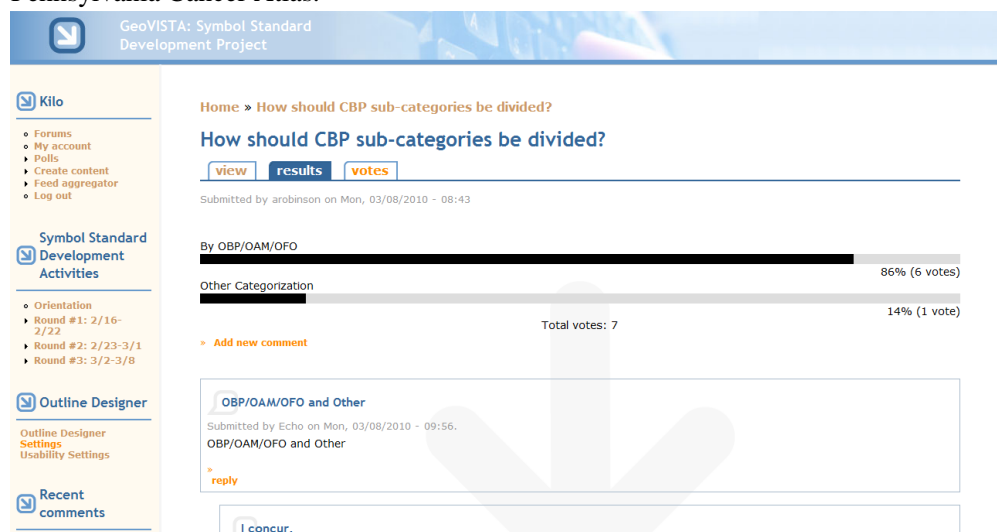 GeoVISTA: Symbol Standard
Development Project
Kilo
Forums
My account
Polls
Create content
Feed aggregator
Log out
Symbol Standard
Development
Activities
Orientation
Round #1: 2/16-
2/22
Round #2: 2/23-3/1
Round #3: 3/2-3/8
Outline Designer
Outline Designer
Settings
Usability Settings
Recent
comments
Home » How should CBP sub-categories be divided?
How should CBP sub-categories be divided?
view results votes
Submitted by arobinson on Mon, 03/08/2010 - 08:43
By OBP/OAM/OFO
86% (6 votes)
Other Categorization
14% (1 vote)
Total votes: 7
» Add new comment
OBP/OAM/OFO and Other
Submitted by Echo on Mon, 03/08/2010 - 09:56.
OBP/OAM/OFO and Other
»
reply
I concur.